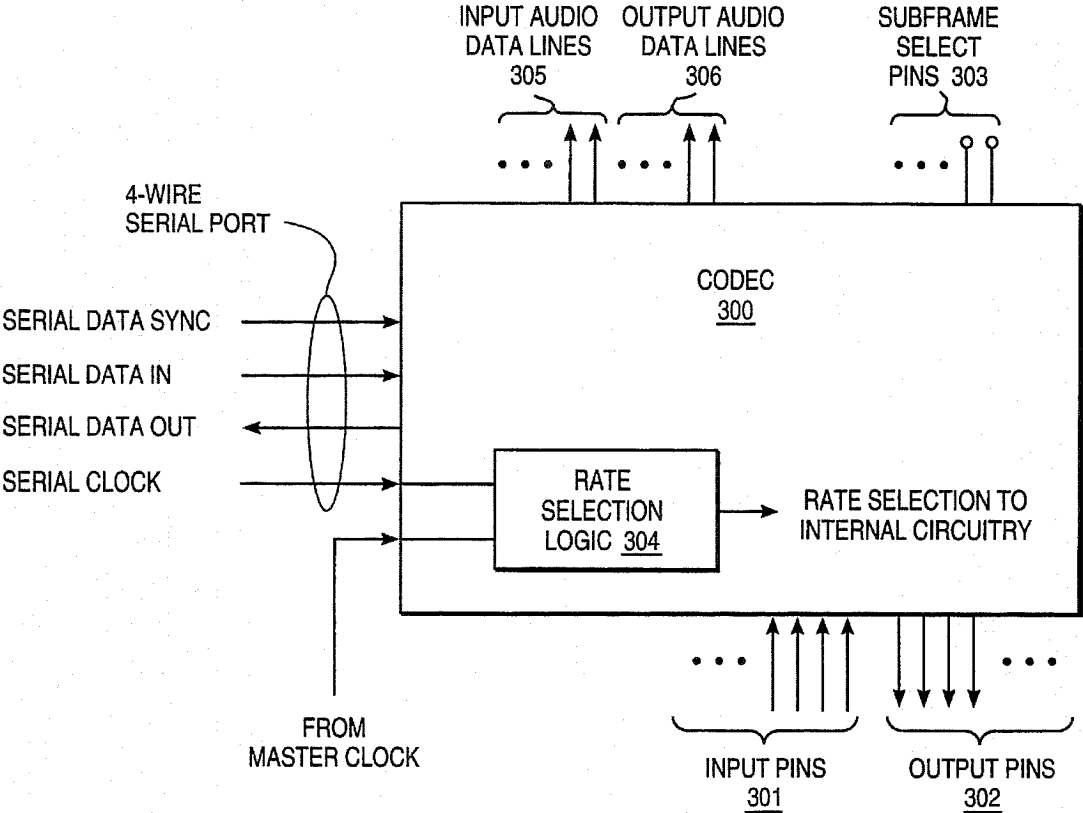 INPUT AUDIO
DATA LINES
305
OUTPUT AUDIO
DATA LINES
306
SUBFRAME
SELECT
PINS 303
4-WIRE
SERIAL PORT
CODEC
300
SERIAL DATA SYNC
SERIAL DATA IN
SERIAL DATA OUT
SERIAL CLOCK
RATE
SELECTION
LOGIC 304
RATE SELECTION TO
INTERNAL CIRCUITRY
FROM
MASTER CLOCK
INPUT PINS
301
OUTPUT PINS
302